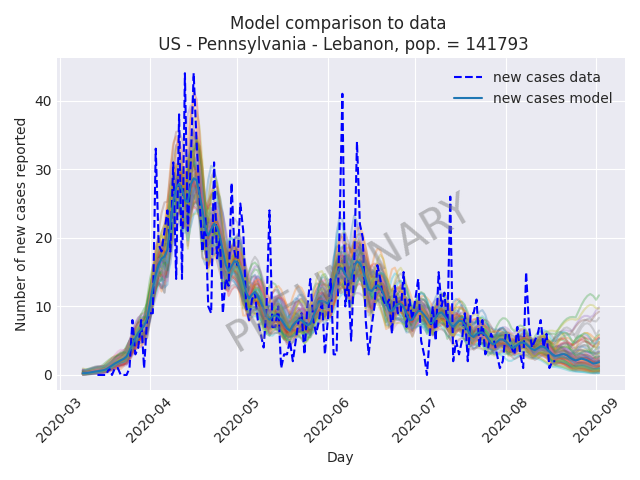 Model comparison to data
US - Pennsylvania - Lebanon, pop. = 141793
new cases data
new cases model
Number of new cases reported
40
30
20
10
0
PRELIMINARY
2020-03
2020-04
2020-05
2020-06
2020-07
2020-08
2020-09
Day